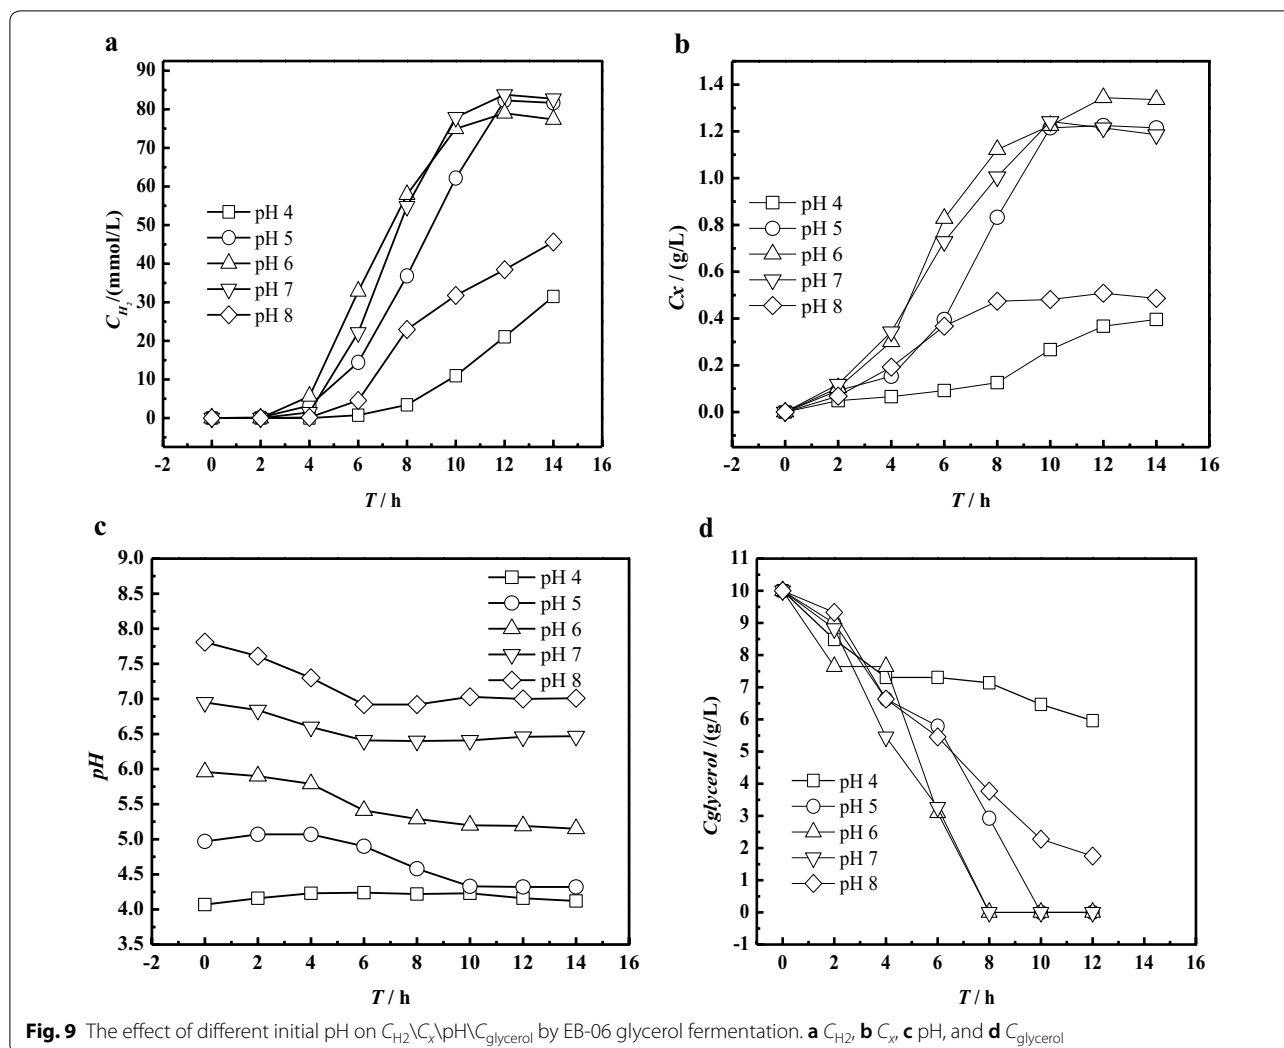 a
90
80
70
60
50
40
30
20
10
0
C_H₂ /(mmol/L)
pH 4
pH 5
pH 6
pH 7
pH 8
-2 0 2 4 6 8 10 12 14 16
T / h
b
1.4
1.2
1.0
0.8
0.6
0.4
0.2
0.0
Cx / (g/L)
pH 4
pH 5
pH 6
pH 7
pH 8
-2 0 2 4 6 8 10 12 14 16
T / h
c
9.0
8.5
8.0
7.5
7.0
6.5
6.0
5.5
5.0
4.5
4.0
3.5
pH
pH 4
pH 5
pH 6
pH 7
pH 8
-2 0 2 4 6 8 10 12 14 16
T / h
d
11
10
9
8
7
6
5
4
3
2
1
0
-1
Cglycerol /(g/L)
pH 4
pH 5
pH 6
pH 7
pH 8
0 2 4 6 8 10 12 14 16
T / h
Fig. 9 The effect of different initial pH on C_H2\C_x\pH\C_glycerol by EB-06 glycerol fermentation. a C_H2, b C_x, c pH, and d C_glycerol